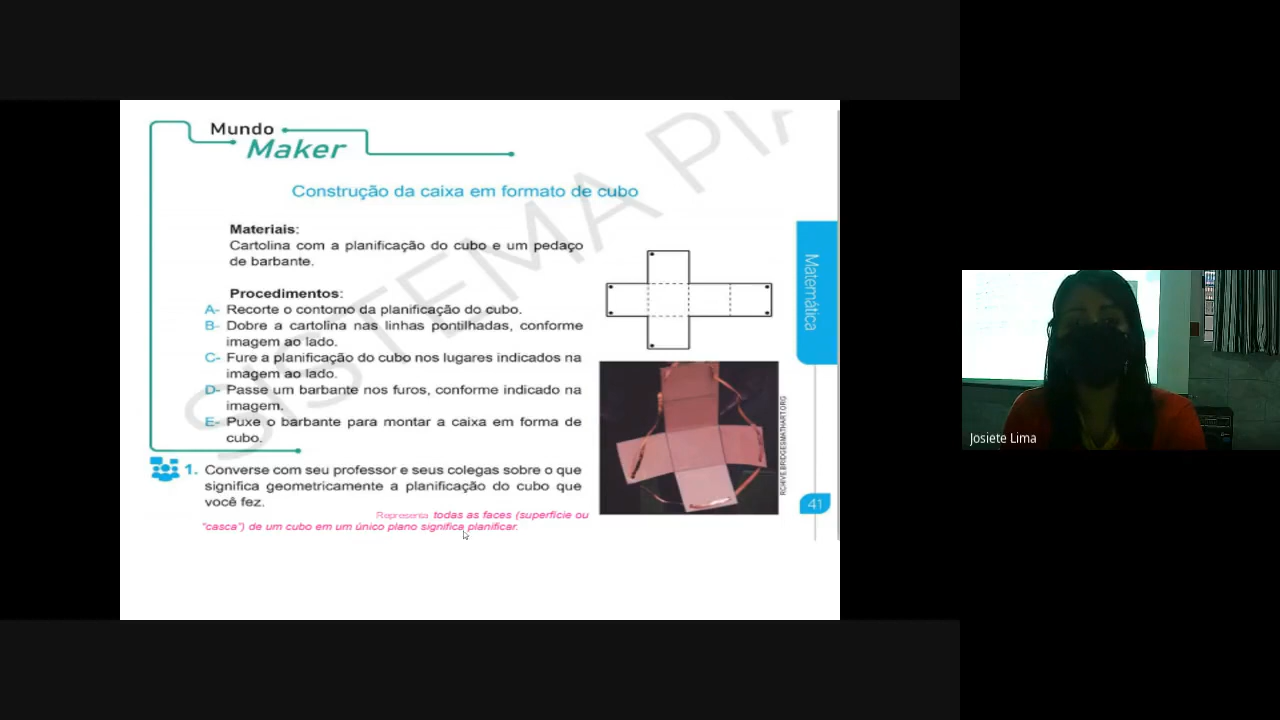 Mundo
Maker
SISTEMA
Construção da caixa em formato de cubo
Materiais:
Cartolina com a planificação do cubo e um pedaço
de barbante.
Procedimentos:
A- Recorte o contorno da planificação do cubo.
B- Dobre a cartolina nas linhas pontilhadas, conforme
imagem ao lado.
C- Fure a planificação do cubo nos lugares indicados na
imagem ao lado.
D- Passe um barbante nos furos, conforme indicado na
imagem.
E- Puxe o barbante para montar a caixa em forma de
cubo.
1. Converse com seu professor e seus colegas sobre o que
significa geometricamente a planificação do cubo que
você fez.
Representa todas as faces (superfície ou
"casca") de um cubo em um único plano significa planificar.
Matemática
RCHIVE.BRIDGESMATHART.ORG
41
Josiete Lima